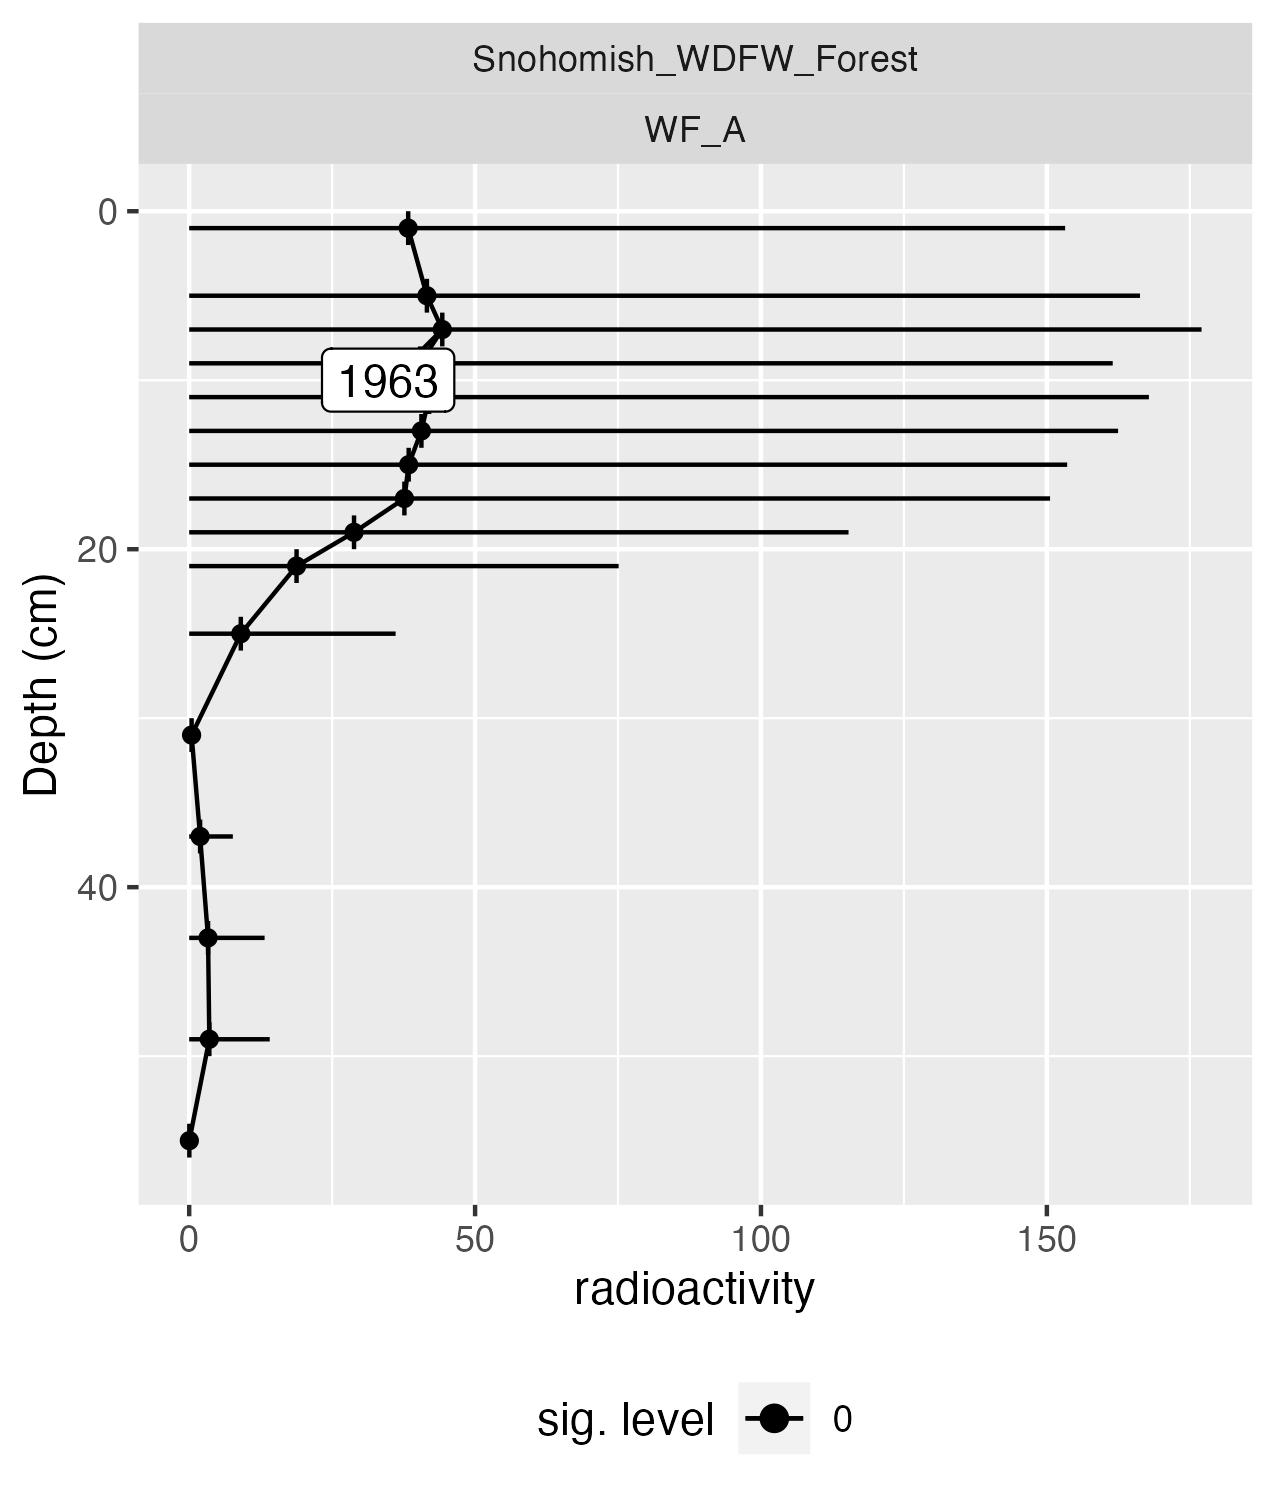 Snohomish_WDFW_Forest
WF_A
0
1963
20
40
Depth (cm)
0 50 100 150
radioactivity
sig. level 0